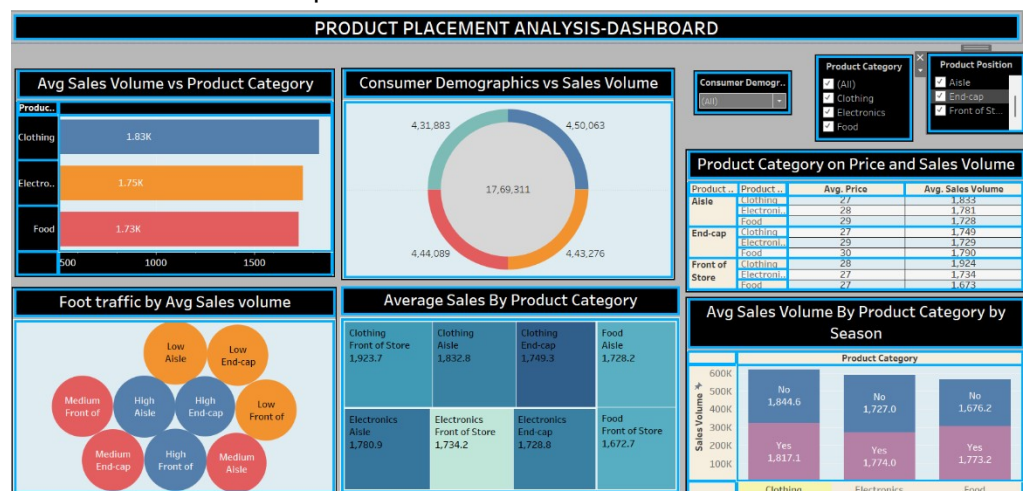 PRODUCT PLACEMENT ANALYSIS-DASHBOARD
Avg Sales Volume vs Product Category
Produc..
Clothing
1.83K
Electro..
1.75K
Food
1.73K
500 1000 1500
Consumer Demographics vs Sales Volume
4,31,883 4,50,063
17,69,311
4,44,089 4,43,276
Consumer Demogr..
(All)
Product Category
(All)
Clothing
Electronics
Food
Product Position
Aisle
End-cap
Front of St...
Product Category on Price and Sales Volume
Product .. Product .. Avg. Price Avg. Sales Volume
Aisle Clothing 27 1,833
Electroni.. 28 1,781
Food 29 1,728
End-cap Clothing 27 1,749
Electroni.. 29 1,729
Food 30 1,790
Front of Store Clothing 28 1,924
Electroni.. 27 1,734
Food 27 1,673
Foot traffic by Avg Sales volume
Low
Aisle
Low
End-cap
Medium
Front of
High
Aisle
High
End-cap
Low
Front of
Medium
End-cap
High
Front of
Medium
Aisle
Average Sales By Product Category
Clothing
Front of Store
1,923.7
Clothing
Aisle
1,832.8
Clothing
End-cap
1,749.3
Food
Aisle
1,728.2
Electronics
Aisle
1,780.9
Electronics
Front of Store
1,734.2
Electronics
End-cap
1,728.8
Food
Front of Store
1,672.7
Avg Sales Volume By Product Category by
Season
Product Category
Sales Volume
600K
500K
400K
300K
200K
100K
No
1,844.6
No
1,727.0
No
1,676.2
Yes
1,817.1
Yes
1,774.0
Yes
1,773.2
Clothing Electronics Food